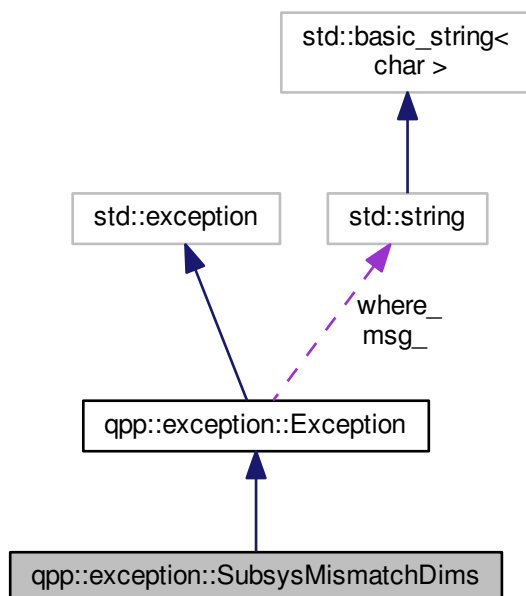 std::basic_string<
char >
std::exception
std::string
where_
msg_
qpp::exception::Exception
qpp::exception::SubsysMismatchDims